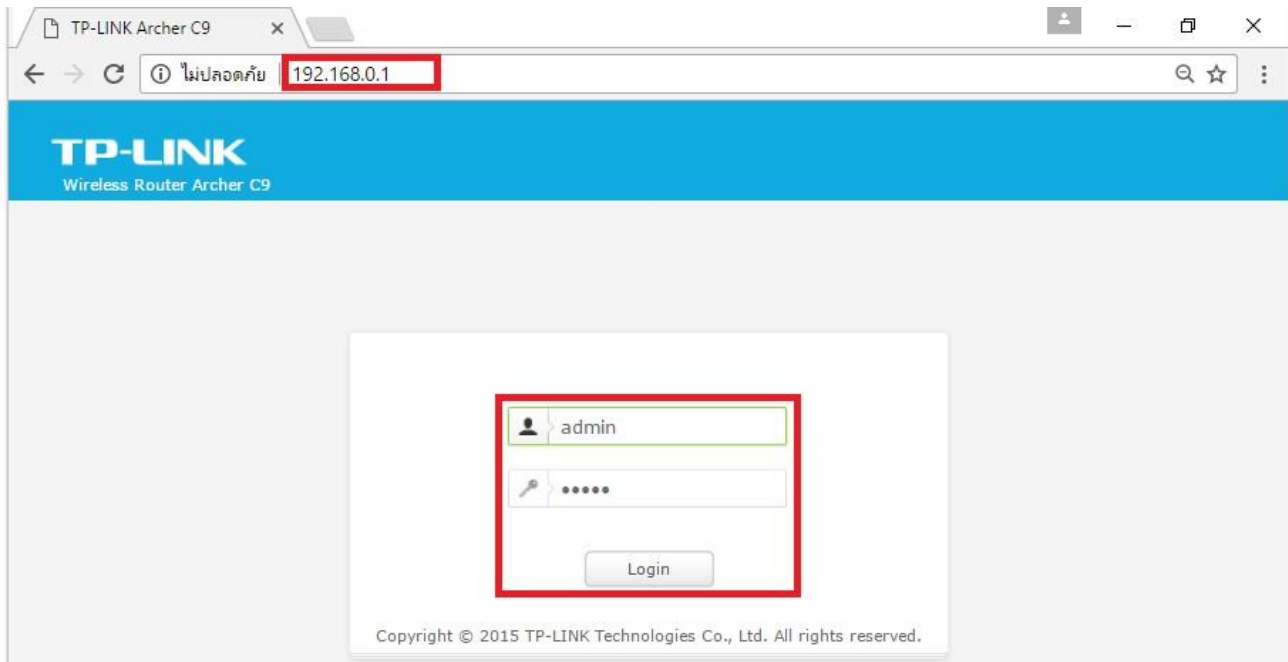 TP-LINK Archer C9
ไม่ปลอดภัย 192.168.0.1
TP-LINK
Wireless Router Archer C9
admin
•••••
Login
Copyright © 2015 TP-LINK Technologies Co., Ltd. All rights reserved.